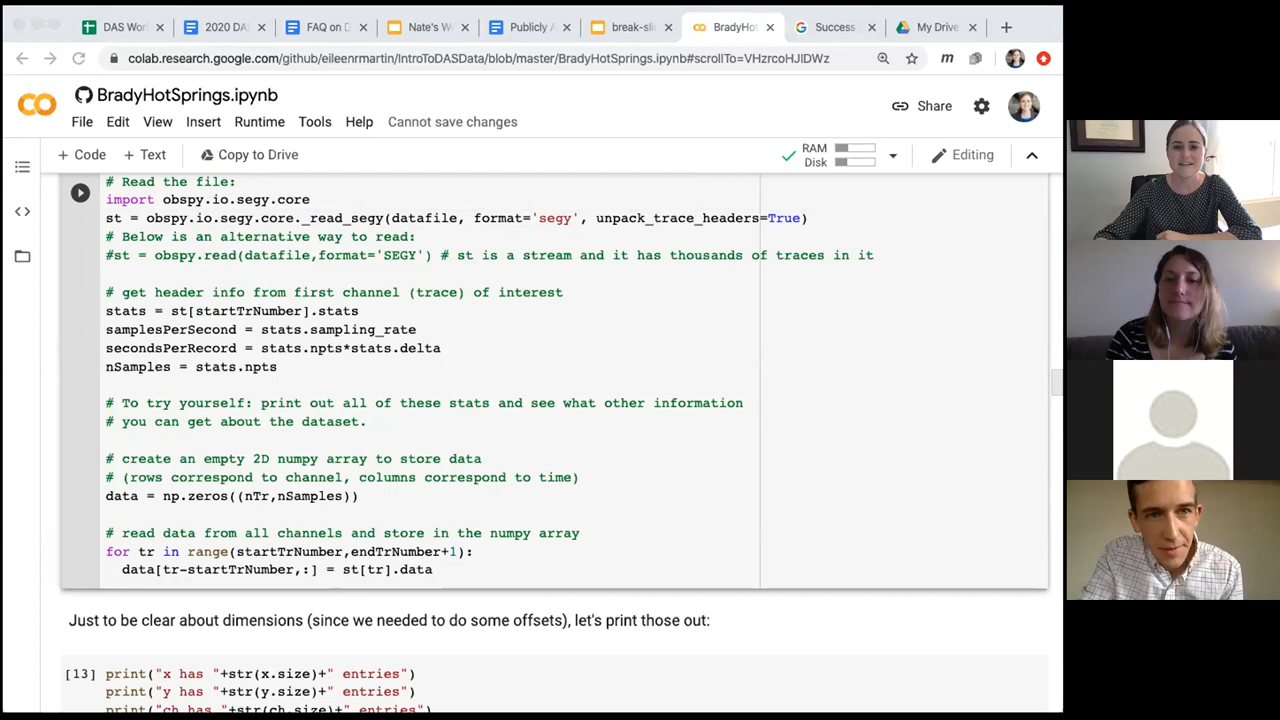 DAS Wor
2020 DA
FAQ on D
Nate's W
Publicly A
break-sli
BradyHot
Success
My Drive
colab.research.google.com/github/eileenrmartin/IntroToDASData/blob/master/BradyHotSprings.ipynb#scrollTo=VHzrcoHJIDWz
BradyHotSprings.ipynb
Share
File Edit View Insert Runtime Tools Help Cannot save changes
+ Code + Text Copy to Drive
RAM
Disk
Editing
# Read the file:
import obspy.io.segy.core
st = obspy.io.segy.core._read_segy(datafile, format='segy', unpack_trace_headers=True)
# Below is an alternative way to read:
#st = obspy.read(datafile,format='SEGY') # st is a stream and it has thousands of traces in it
# get header info from first channel (trace) of interest
stats = st[startTrNumber].stats
samplesPerSecond = stats.sampling_rate
secondsPerRecord = stats.npts*stats.delta
nSamples = stats.npts
# To try yourself: print out all of these stats and see what other information
# you can get about the dataset.
# create an empty 2D numpy array to store data
# (rows correspond to channel, columns correspond to time)
data = np.zeros((nTr,nSamples))
# read data from all channels and store in the numpy array
for tr in range(startTrNumber,endTrNumber+1):
data[tr-startTrNumber,:] = st[tr].data
Just to be clear about dimensions (since we needed to do some offsets), let's print those out:
[13] print("x has "+str(x.size)+" entries")
print("y has "+str(y.size)+" entries")
print("ch has "+str(ch.size)+" entries")